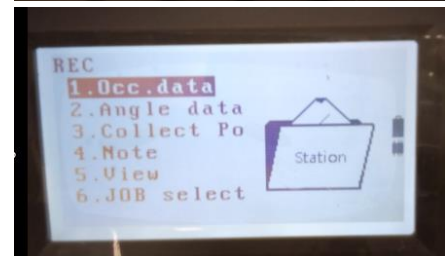 REC
1.Occ.data
2.Angle data
3.Collect Po
4.Note
5.View
6.JOB select
Station